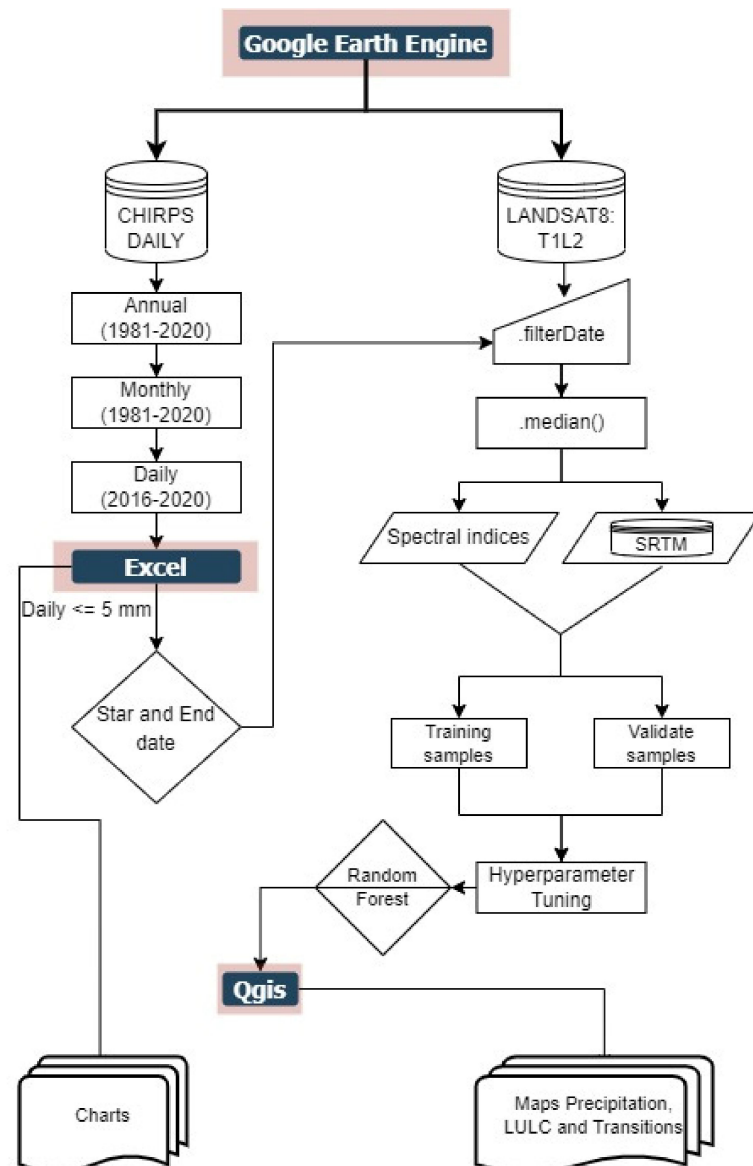 Google Earth Engine
CHIRPS
DAILY
LANDSAT8:
T1L2
Annual
(1981-2020)
.filterDate
Monthly
(1981-2020)
.median()
Daily
(2016-2020)
Spectral indices
SRTM
Excel
Daily <= 5 mm
Star and End
date
Training
samples
Validate
samples
Random
Forest
Hyperparameter
Tuning
Qgis
Charts
Maps Precipitation,
LULC and Transitions